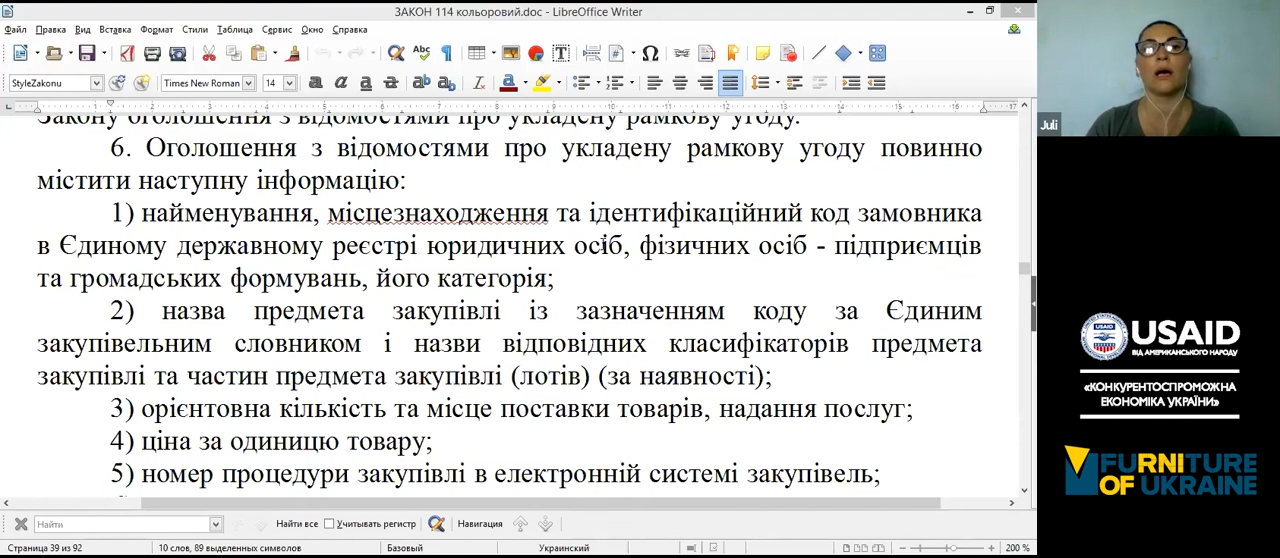 ЗАКОН 114 кольоровий.doc - LibreOffice Writer
Файл Правка Вид Вставка Формат Стили Таблица Сервис Окно Справка
StyleZakonu Times New Roman 14
Закону оголошення з відомостями про укладену рамкову угоду.
6. Оголошення з відомостями про укладену рамкову угоду повинно
містити наступну інформацію:
1) найменування, місцезнаходження та ідентифікаційний код замовника
в Єдиному державному реєстрі юридичних осіб, фізичних осіб - підприємців
та громадських формувань, його категорія;
2) назва предмета закупівлі із зазначенням коду за Єдиним
закупівельним словником і назви відповідних класифікаторів предмета
закупівлі та частин предмета закупівлі (лотів) (за наявності);
3) орієнтовна кількість та місце поставки товарів, надання послуг;
4) ціна за одиницю товару;
5) номер процедури закупівлі в електронній системі закупівель;
Найти Найти все Учитывать регистр Навигация
Страница 39 из 92 10 слов, 89 выделенных символов Базовый Украинский 200 %
Juli
USAID
USAID
ВІД АМЕРИКАНСЬКОГО НАРОДУ
«КОНКУРЕНТОСПРОМОЖНА
ЕКОНОМІКА УКРАЇНИ»
FURNITURE
OF UKRAINE